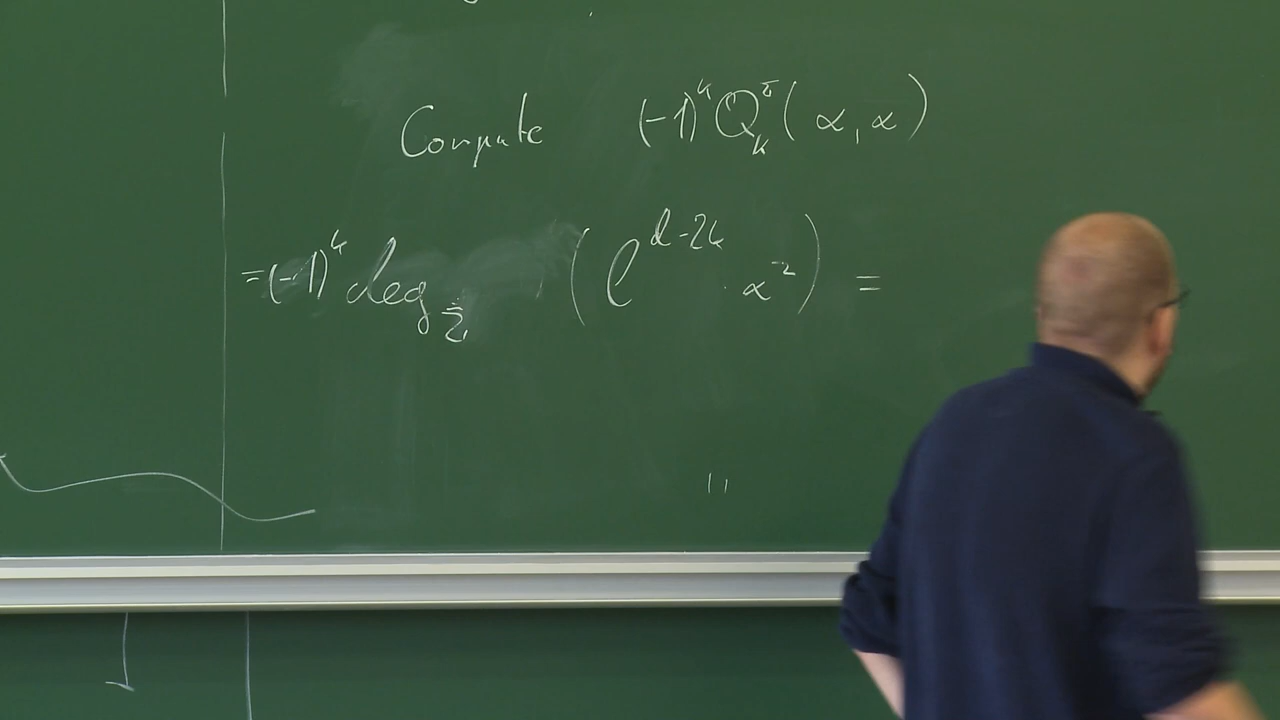 Compute (-1)^k Q_k^Σ (α, α)
= (-1)^k deg_Σ (ℓ^{d-2k} · α^2) =